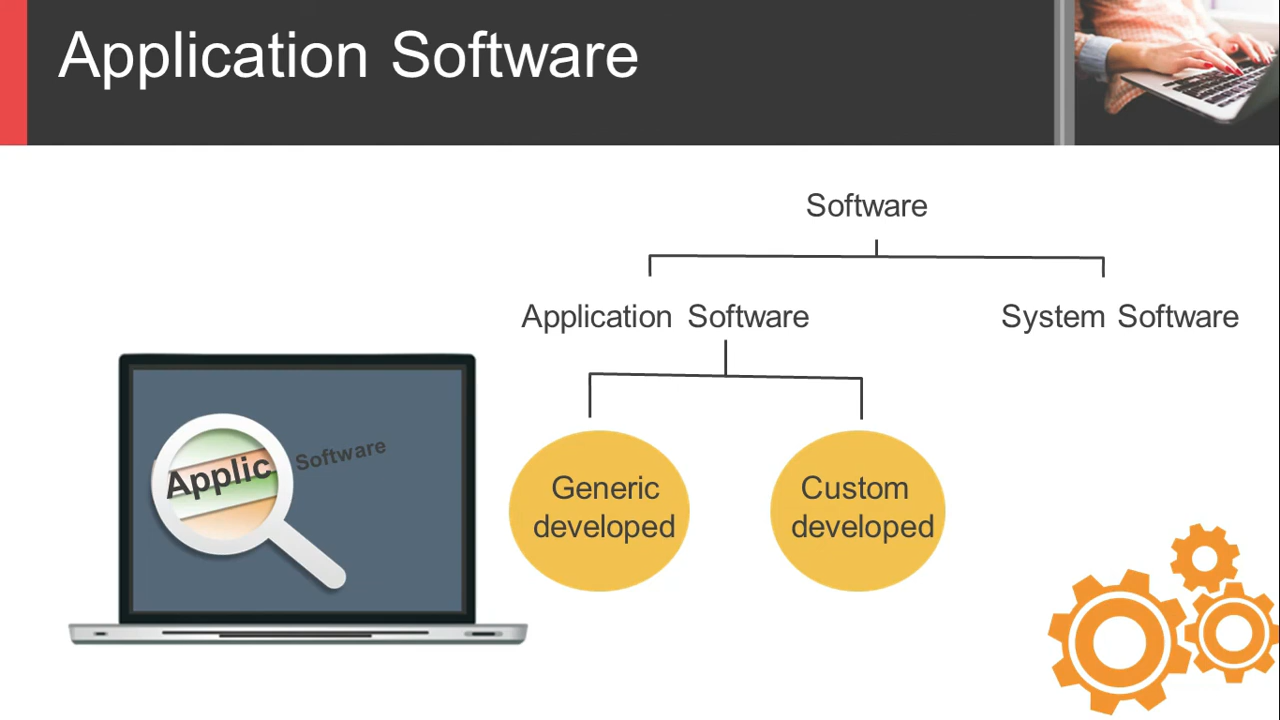 Application Software
Software
Application Software
System Software
Applic Software
Generic
developed
Custom
developed